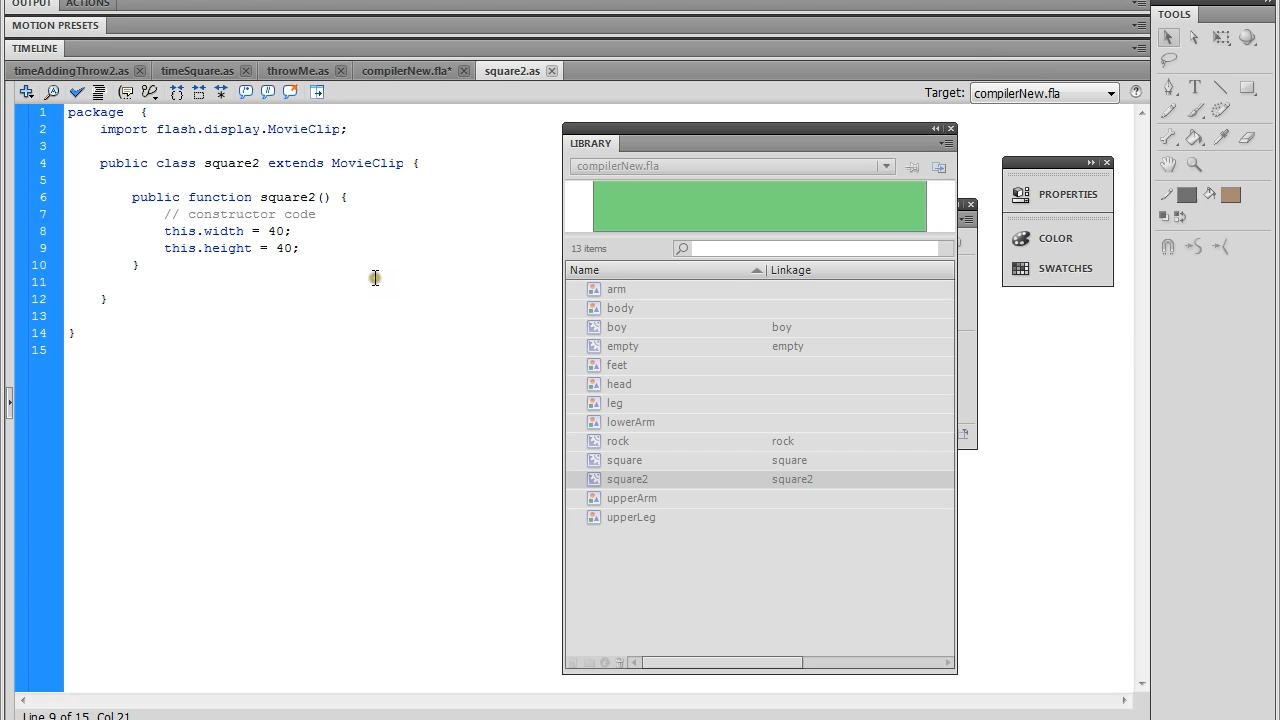 OUTPUT ACTIONS
MOTION PRESETS
TIMELINE
TOOLS
timeAddingThrow2.as timeSquare.as throwMe.as compilerNew.fla* square2.as
Target: compilerNew.fla
1 package {
2 import flash.display.MovieClip;
3
4 public class square2 extends MovieClip {
5
6 public function square2() {
7 // constructor code
8 this.width = 40;
9 this.height = 40;
10 }
11
12 }
13
14 }
15
LIBRARY
compilerNew.fla
13 items
Name Linkage
arm
body
boy boy
empty empty
feet
head
leg
lowerArm
rock rock
square square
square2 square2
upperArm
upperLeg
PROPERTIES
COLOR
SWATCHES
Line 9 of 15, Col 21